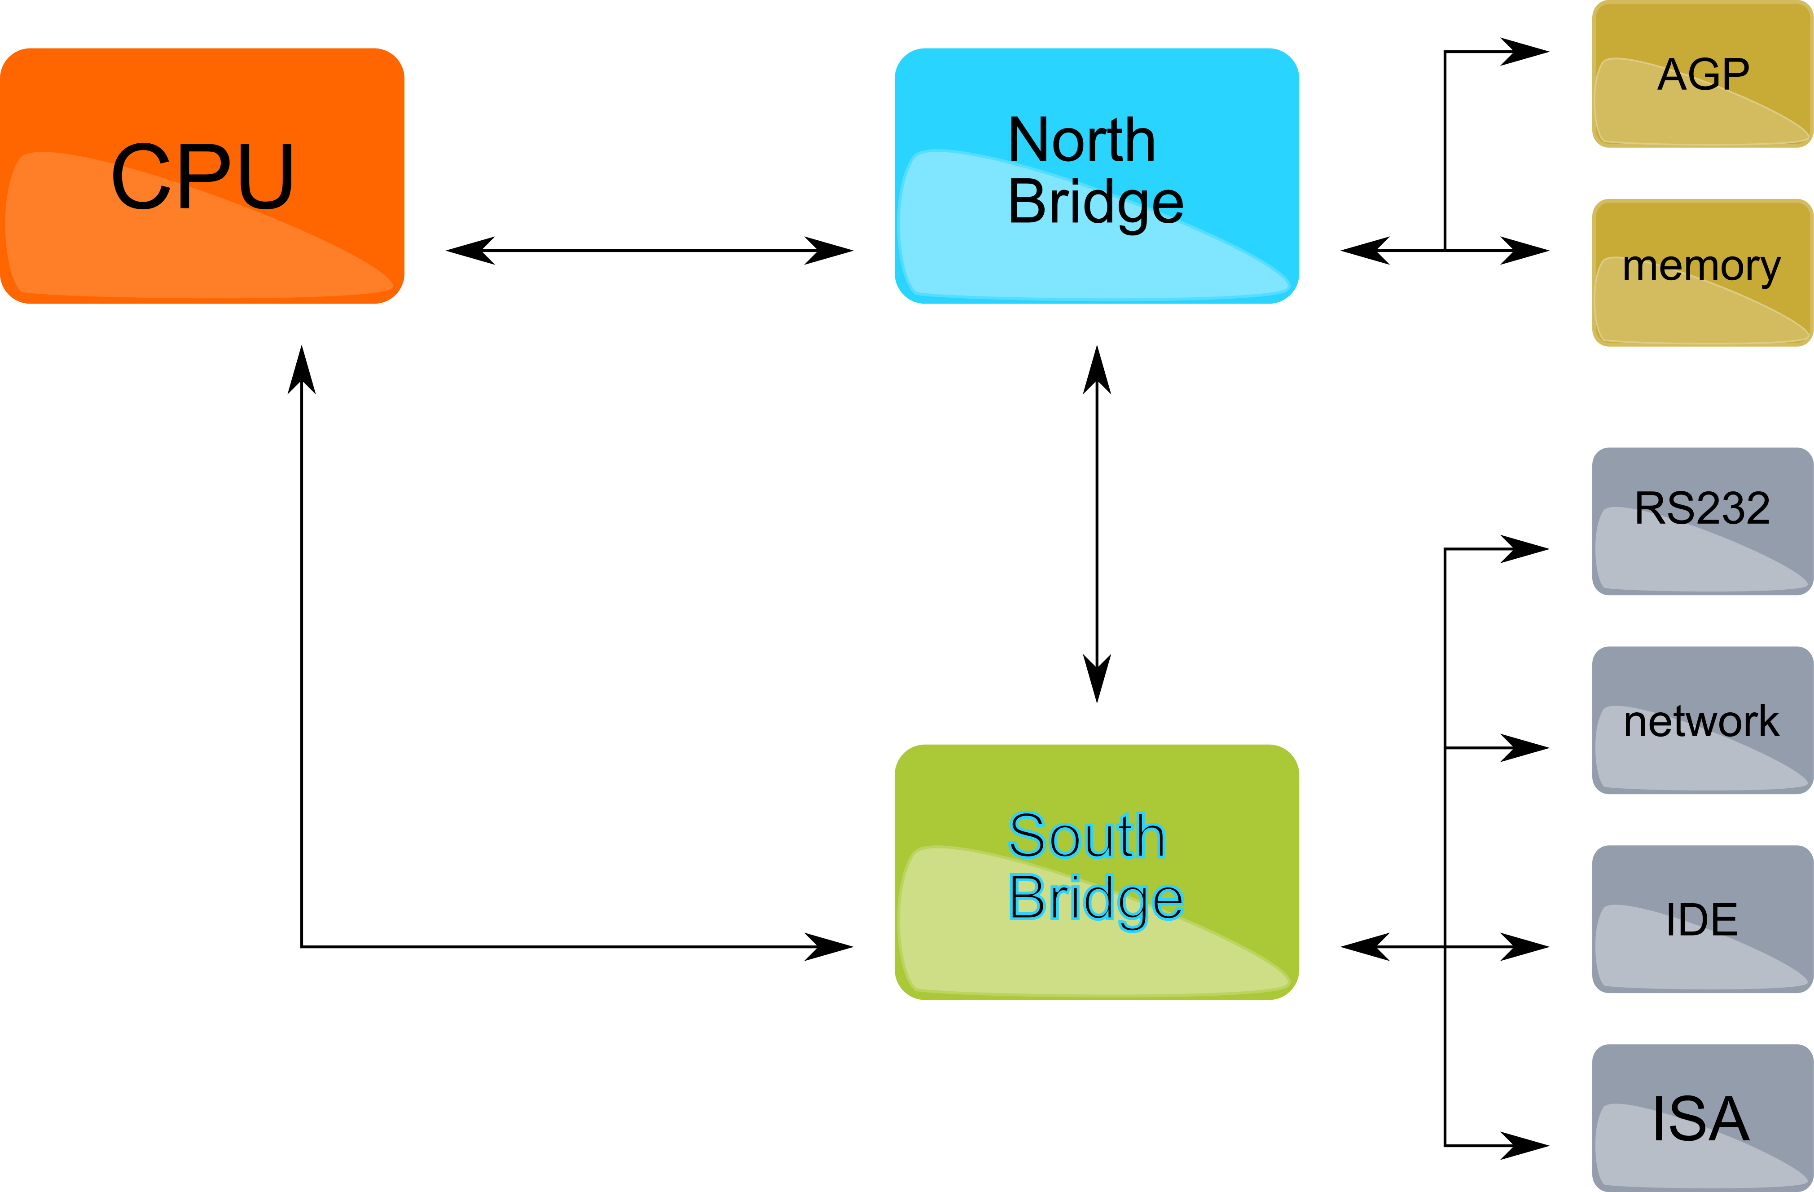 CPU
North
Bridge
AGP
memory
RS232
network
South
Bridge
IDE
ISA